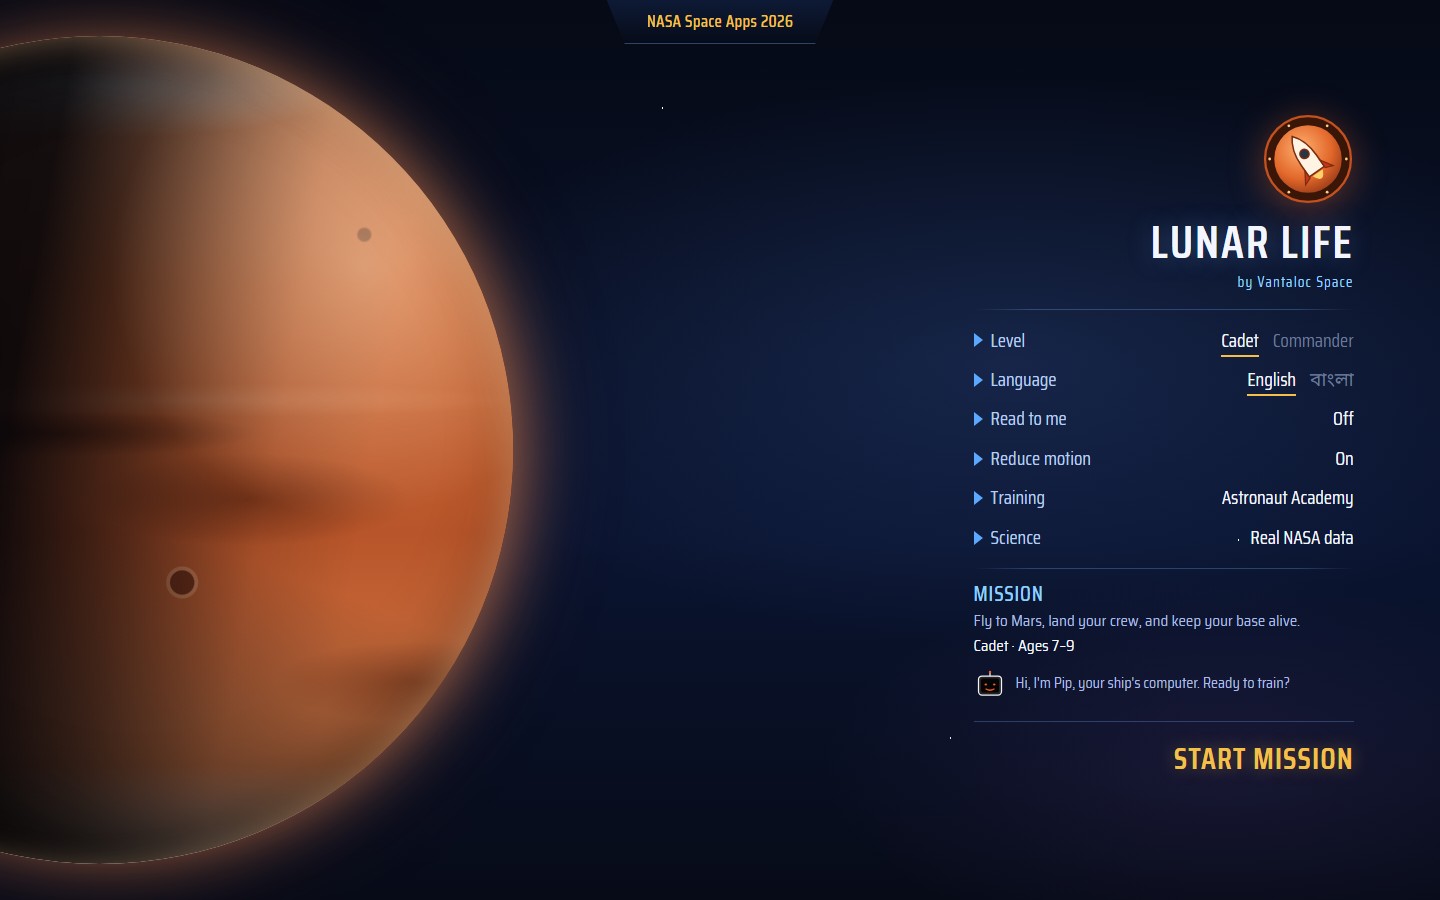 NASA Space Apps 2026
LUNAR LIFE
by Vantaloc Space
Level Cadet Commander
Language English বাংলা
Read to me Off
Reduce motion On
Training Astronaut Academy
Science Real NASA data
MISSION
Fly to Mars, land your crew, and keep your base alive.
Cadet · Ages 7–9
Hi, I'm Pip, your ship's computer. Ready to train?
START MISSION